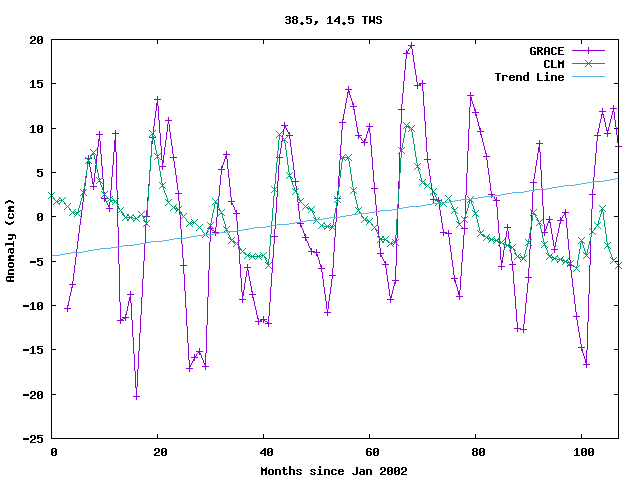 38.5, 14.5 TWS
GRACE
CLM
Trend Line
20
15
10
5
0
-5
-10
-15
-20
-25
Anomaly (cm)
0 20 40 60 80 100
Months since Jan 2002